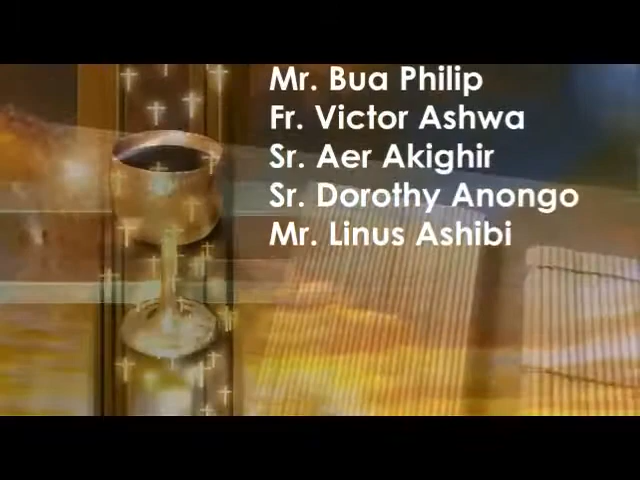 Mr. Bua Philip
Fr. Victor Ashwa
Sr. Aer Akighir
Sr. Dorothy Anongo
Mr. Linus Ashibi